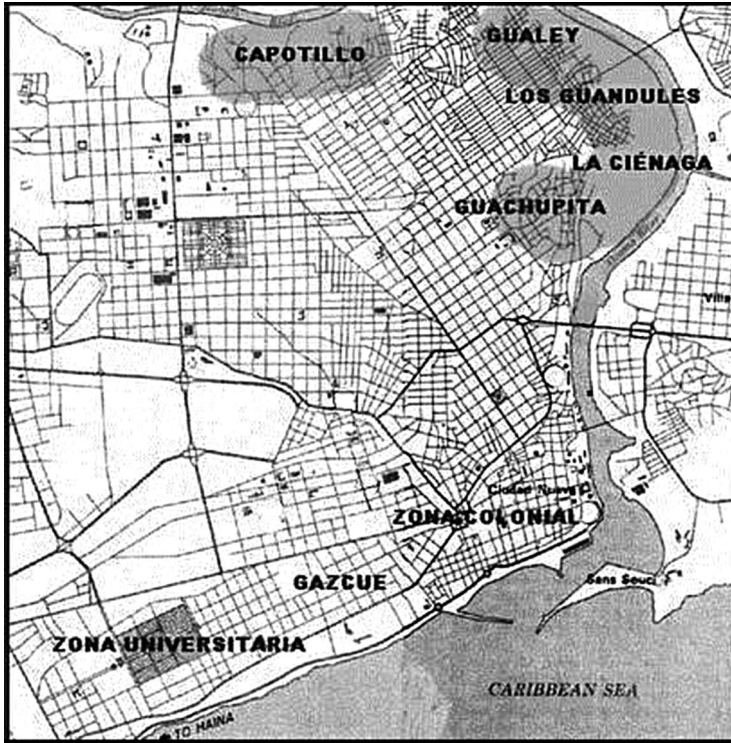 GUALEY
CAPOTILLO
LOS GUANDULES
LA CIÉNAGA
GUACHUPITA
Villa
Ciudad Nueva
ZONA COLONIAL
Sans Souci
GAZCUE
ZONA UNIVERSITARIA
CARIBBEAN SEA
TO HAINA